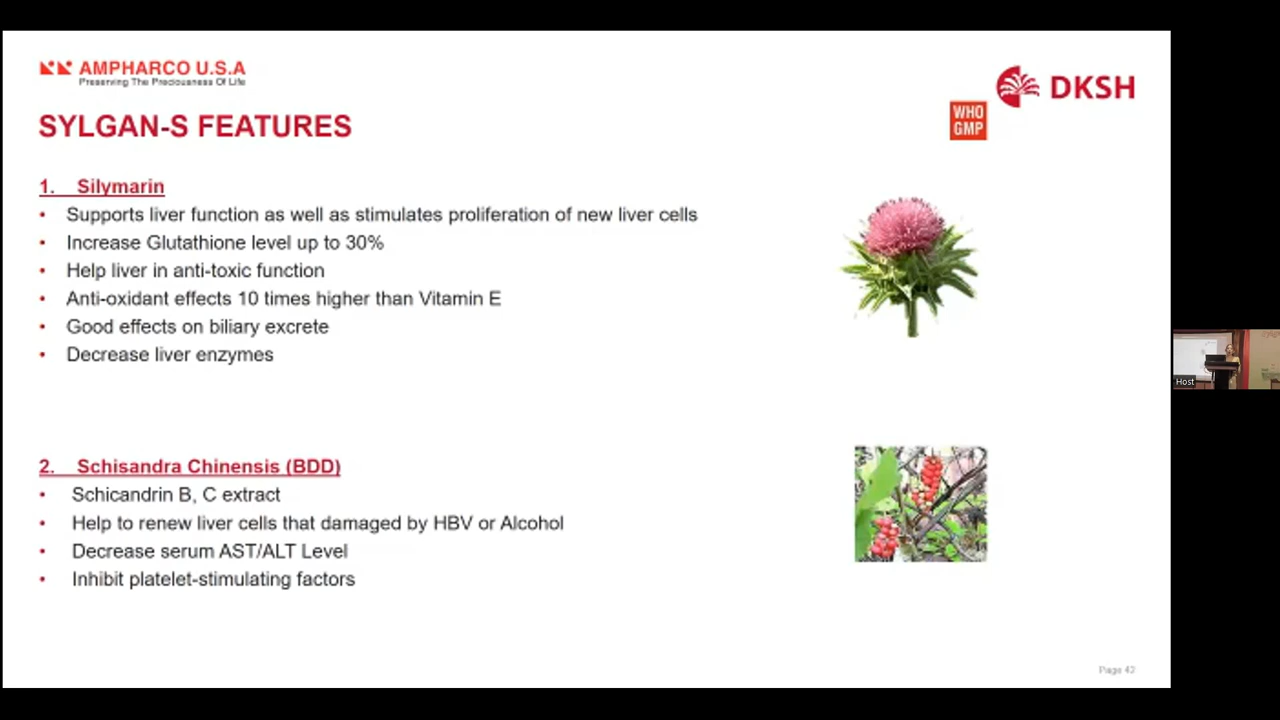 AMPHARCO U.S.A
Preserving The Preciousness Of Life
DKSH
WHO
GMP
SYLGAN-S FEATURES
1. Silymarin
• Supports liver function as well as stimulates proliferation of new liver cells
• Increase Glutathione level up to 30%
• Help liver in anti-toxic function
• Anti-oxidant effects 10 times higher than Vitamin E
• Good effects on biliary excrete
• Decrease liver enzymes
Host
2. Schisandra Chinensis (BDD)
• Schicandrin B, C extract
• Help to renew liver cells that damaged by HBV or Alcohol
• Decrease serum AST/ALT Level
• Inhibit platelet-stimulating factors
Page 42